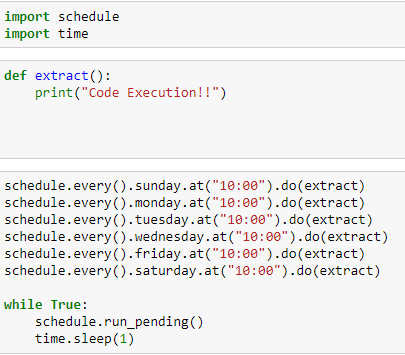 import schedule
import time
def extract():
    print("Code Execution!!")
schedule.every().sunday.at("10:00").do(extract)
schedule.every().monday.at("10:00").do(extract)
schedule.every().tuesday.at("10:00").do(extract)
schedule.every().wednesday.at("10:00").do(extract)
schedule.every().friday.at("10:00").do(extract)
schedule.every().saturday.at("10:00").do(extract)
while True:
    schedule.run_pending()
    time.sleep(1)